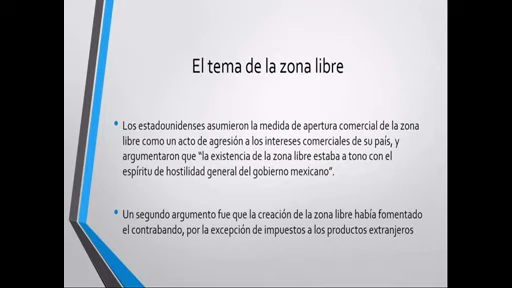 El tema de la zona libre
• Los estadounidenses asumieron la medida de apertura comercial de la zona
libre como un acto de agresión a los intereses comerciales de su país, y
argumentaron que “la existencia de la zona libre estaba a tono con el
espíritu de hostilidad general del gobierno mexicano”.
• Un segundo argumento fue que la creación de la zona libre había fomentado
el contrabando, por la excepción de impuestos a los productos extranjeros